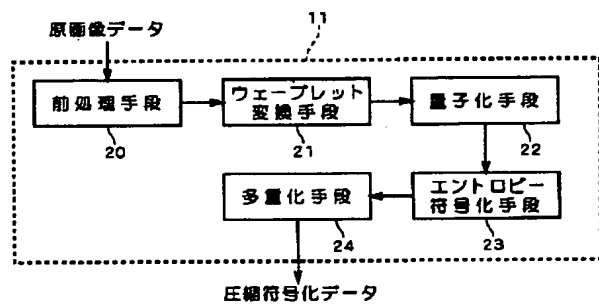 原画像データ
11
前処理手段
20
ウェーブレット
変換手段
21
量子化手段
22
エントロピー
符号化手段
23
多重化手段
24
圧縮符号化データ